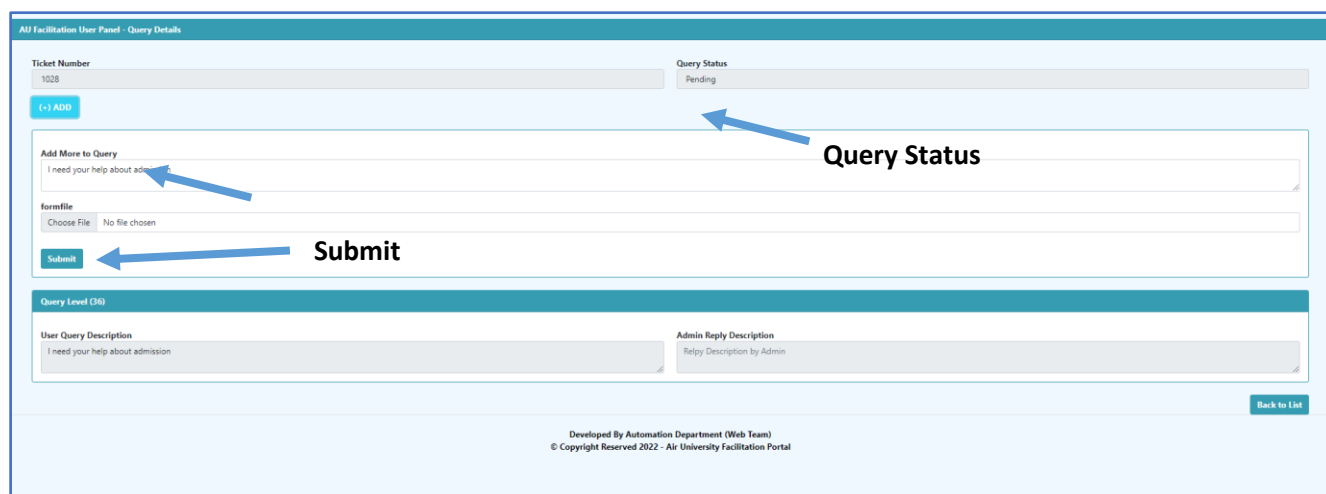 AU Facilitation User Panel - Query Details
Ticket Number
1028
Query Status
Pending
(+) ADD
Query Status
Add More to Query
I need your help about admission
formfile
Choose File No file chosen
Submit
Submit
Query Level (36)
User Query Description
I need your help about admission
Admin Reply Description
Relpy Description by Admin
Back to List
Developed By Automation Department (Web Team)
© Copyright Reserved 2022 - Air University Facilitation Portal